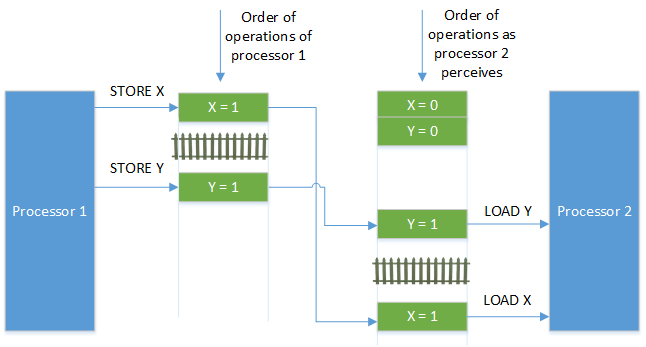 Order of
operations of
processor 1
Order of
operations as
processor 2
perceives
STORE X
X = 1
X = 0
Y = 0
STORE Y
Y = 1
Processor 1
Y = 1
LOAD Y
Processor 2
LOAD X
X = 1